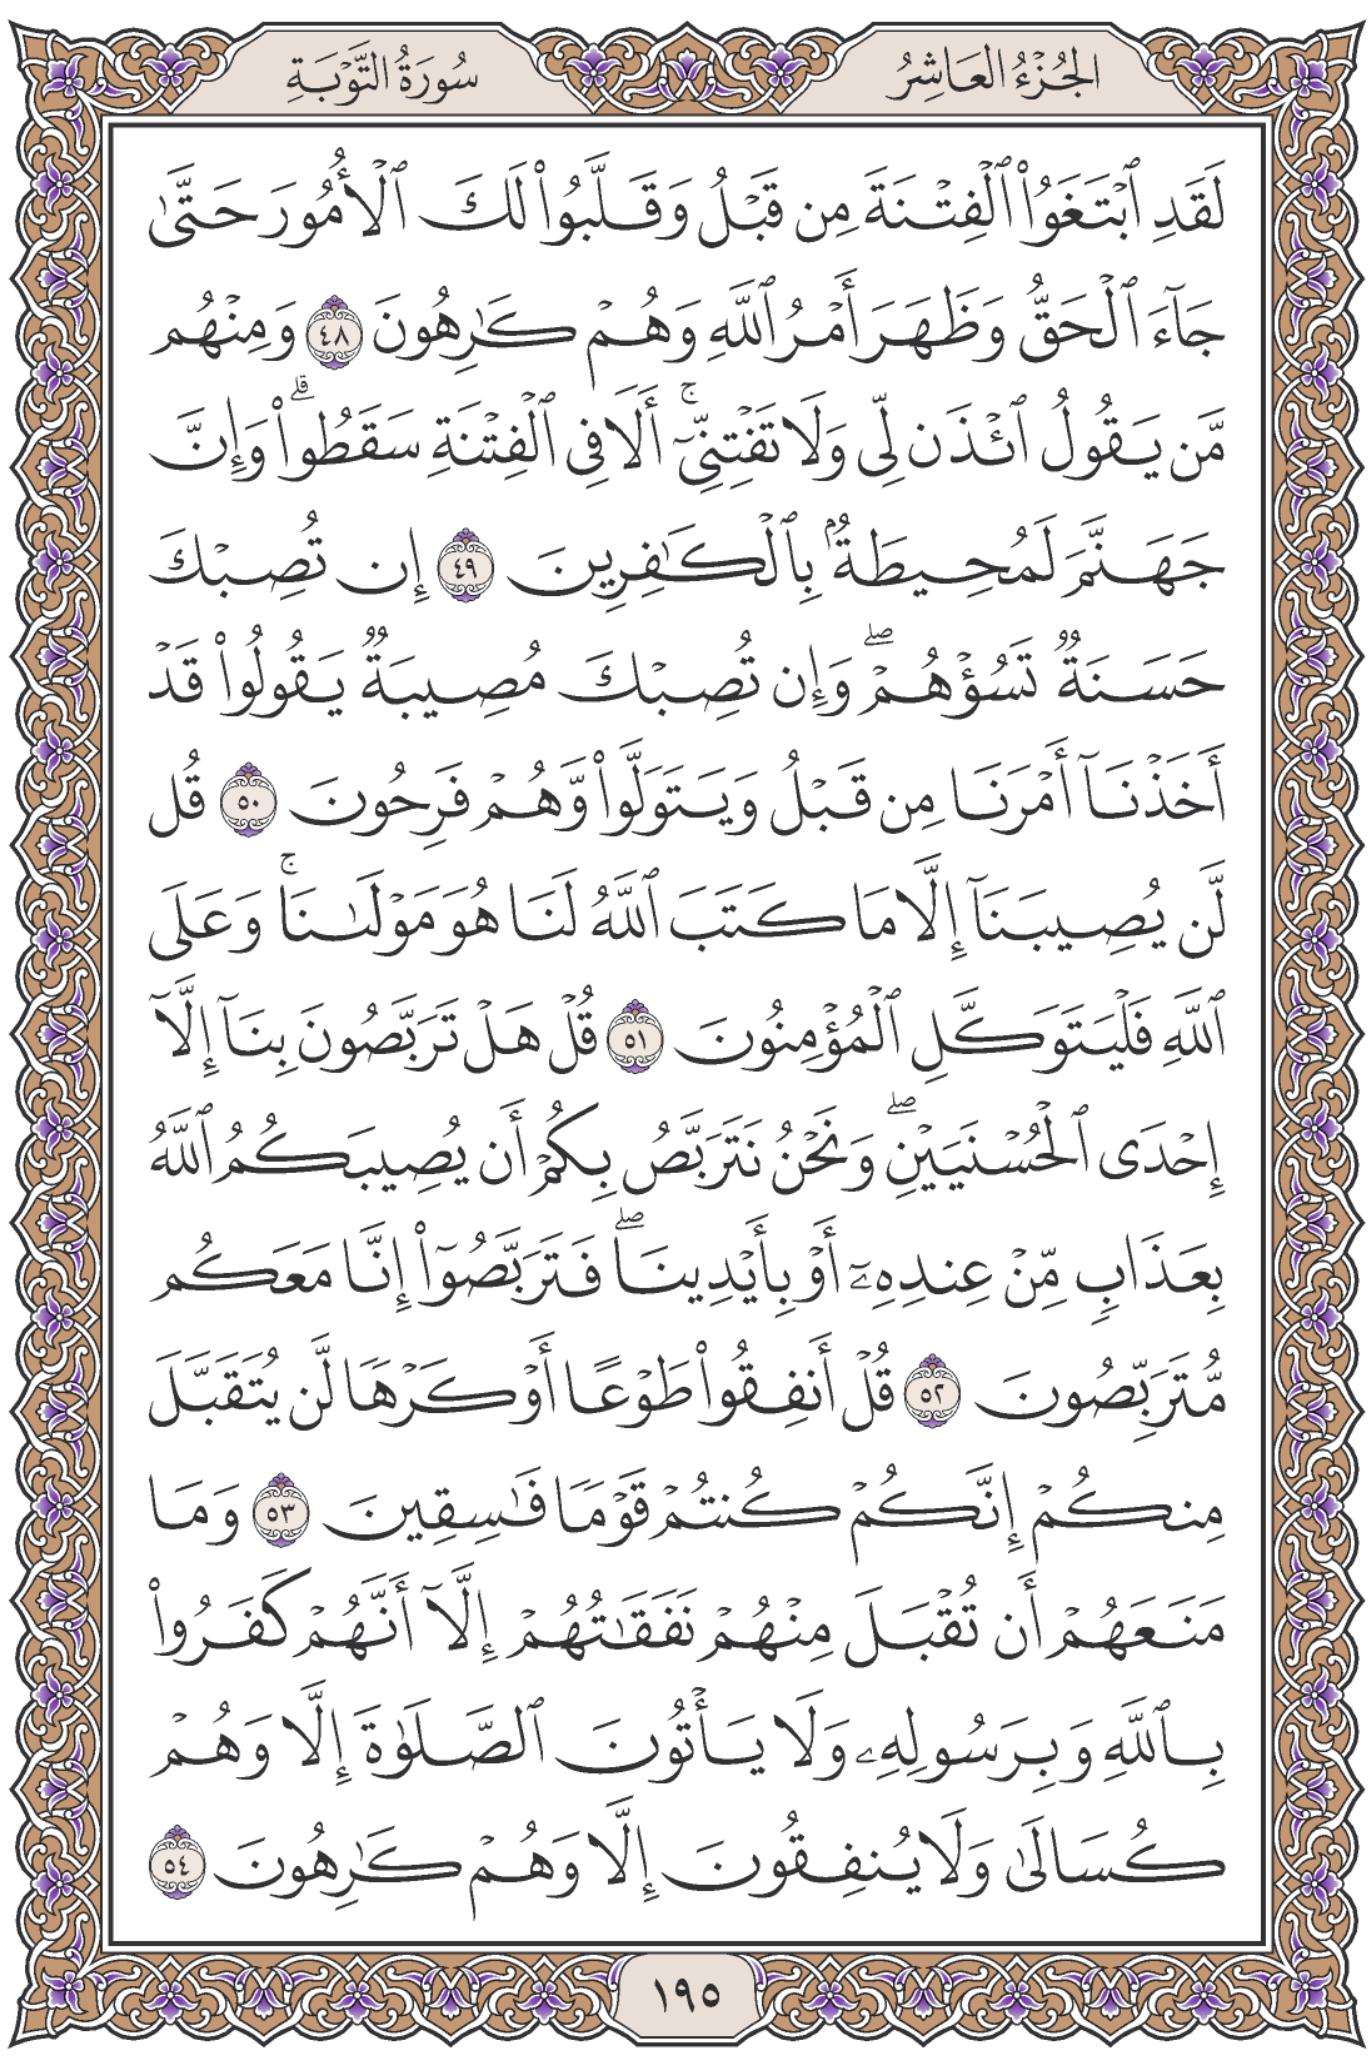 الجُزْءُ العَاشِرُ
سُورَةُ التَّوْبَةِ
لَقَدِ ٱبْتَغَوُا۟ ٱلْفِتْنَةَ مِن قَبْلُ وَقَلَّبُوا۟ لَكَ ٱلْأُمُورَ حَتَّىٰ
جَآءَ ٱلْحَقُّ وَظَهَرَ أَمْرُ ٱللَّهِ وَهُمْ كَـٰرِهُونَ ٤٨ وَمِنْهُم
مَّن يَقُولُ ٱئْذَن لِّى وَلَا تَفْتِنِّىٓ ۚ أَلَا فِى ٱلْفِتْنَةِ سَقَطُوا۟ ۗ وَإِنَّ
جَهَنَّمَ لَمُحِيطَةٌۢ بِٱلْكَـٰفِرِينَ ٤٩ إِن تُصِبْكَ
حَسَنَةٌ تَسُؤْهُمْ ۖ وَإِن تُصِبْكَ مُصِيبَةٌ يَقُولُوا۟ قَدْ
أَخَذْنَآ أَمْرَنَا مِن قَبْلُ وَيَتَوَلَّوا۟ وَّهُمْ فَرِحُونَ ٥٠ قُل
لَّن يُصِيبَنَآ إِلَّا مَا كَتَبَ ٱللَّهُ لَنَا هُوَ مَوْلَىٰنَا ۚ وَعَلَى
ٱللَّهِ فَلْيَتَوَكَّلِ ٱلْمُؤْمِنُونَ ٥١ قُلْ هَلْ تَرَبَّصُونَ بِنَآ إِلَّآ
إِحْدَى ٱلْحُسْنَيَيْنِ ۖ وَنَحْنُ نَتَرَبَّصُ بِكُمْ أَن يُصِيبَكُمُ ٱللَّهُ
بِعَذَابٍ مِّنْ عِندِهِۦٓ أَوْ بِأَيْدِينَا ۖ فَتَرَبَّصُوٓا۟ إِنَّا مَعَكُم
مُّتَرَبِّصُونَ ٥٢ قُلْ أَنفِقُوا۟ طَوْعًا أَوْ كَرْهًا لَّن يُتَقَبَّلَ
مِنكُمْ إِنَّكُمْ كُنتُمْ قَوْمًا فَـٰسِقِينَ ٥٣ وَمَا
مَنَعَهُمْ أَن تُقْبَلَ مِنْهُمْ نَفَقَـٰتُهُمْ إِلَّآ أَنَّهُمْ كَفَرُوا۟
بِٱللَّهِ وَبِرَسُولِهِۦ وَلَا يَأْتُونَ ٱلصَّلَوٰةَ إِلَّا وَهُمْ
كُسَالَىٰ وَلَا يُنفِقُونَ إِلَّا وَهُمْ كَـٰرِهُونَ ٥٤
١٩٥